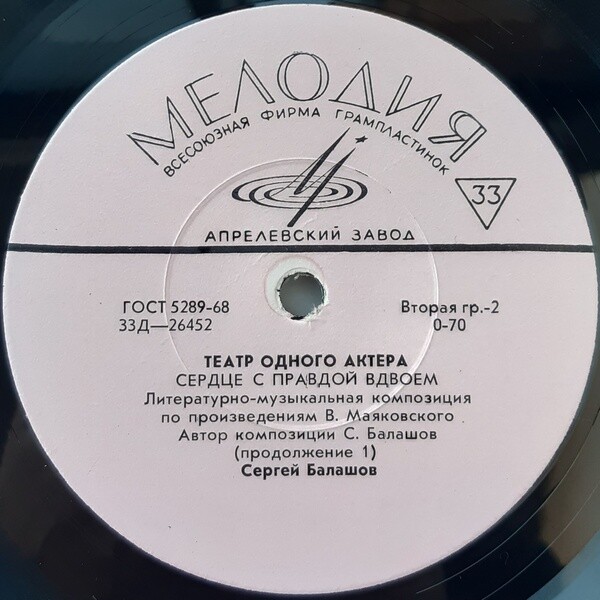 МЕЛОДИЯ
ВСЕСОЮЗНАЯ ФИРМА ГРАМПЛАСТИНОК
33
АПРЕЛЕВСКИЙ ЗАВОД
ГОСТ 5289-68
Вторая гр.-2
33Д—26452
0-70
ТЕАТР ОДНОГО АКТЕРА
СЕРДЦЕ С ПРАВДОЙ ВДВОЕМ
Литературно-музыкальная композиция
по произведениям В. Маяковского
Автор композиции С. Балашов
(продолжение 1)
Сергей Балашов